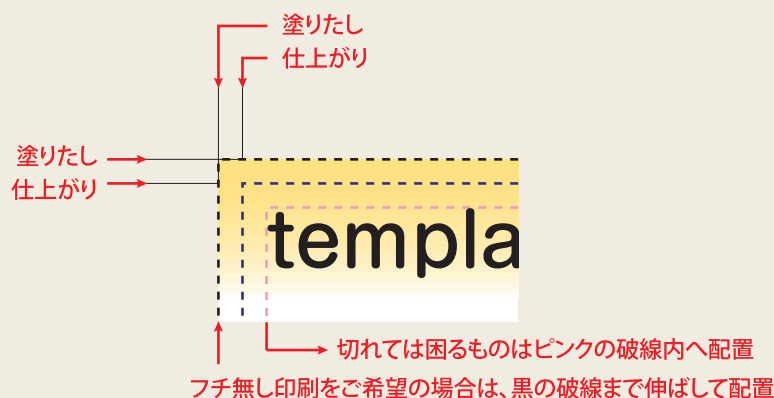 塗りたし
仕上がり
塗りたし
仕上がり
templa
切れては困るものはピンクの破線内へ配置
フチ無し印刷をご希望の場合は、黒の破線まで伸ばして配置